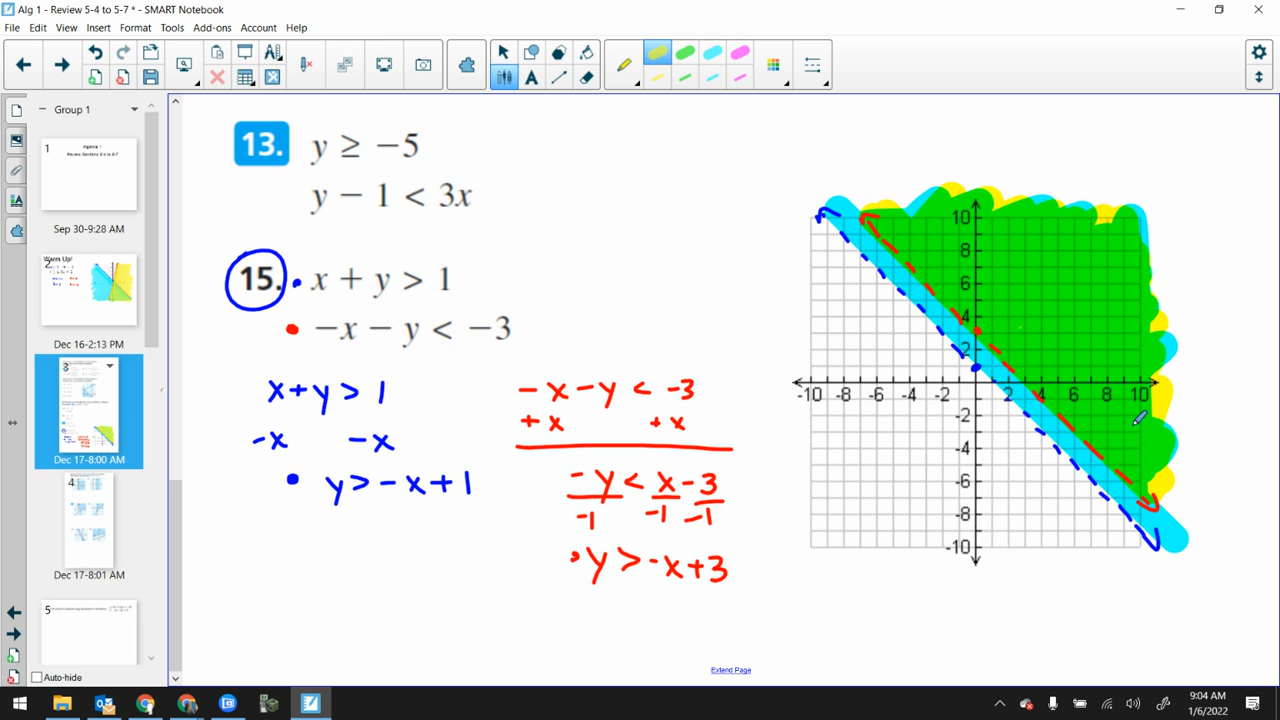 Alg 1 - Review 5-4 to 5-7 * - SMART Notebook
File Edit View Insert Format Tools Add-ons Account Help
Group 1
1
Algebra 1
Review Sections 5-4 to 5-7
Sep 30-9:28 AM
2
Warm Up!
Dec 16-2:13 PM
3
Dec 17-8:00 AM
4
Dec 17-8:01 AM
5
Auto-hide
13. y ≥ −5
y − 1 < 3x
15. x + y > 1
−x − y < −3
x+y > 1
-x -x
y > -x+1
-x -y < -3
+x +x
-y < x -3
-1 -1 -1
y > -x+3
10
8
6
4
2
-10 -8 -6 -4 -2 2 4 6 8 10
-2
-4
-6
-8
-10
Extend Page
9:04 AM
1/6/2022